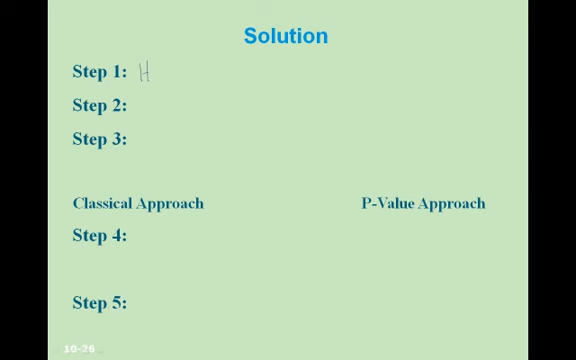 Solution
Step 1: H
Step 2:
Step 3:
Classical Approach P-Value Approach
Step 4:
Step 5:
10-26